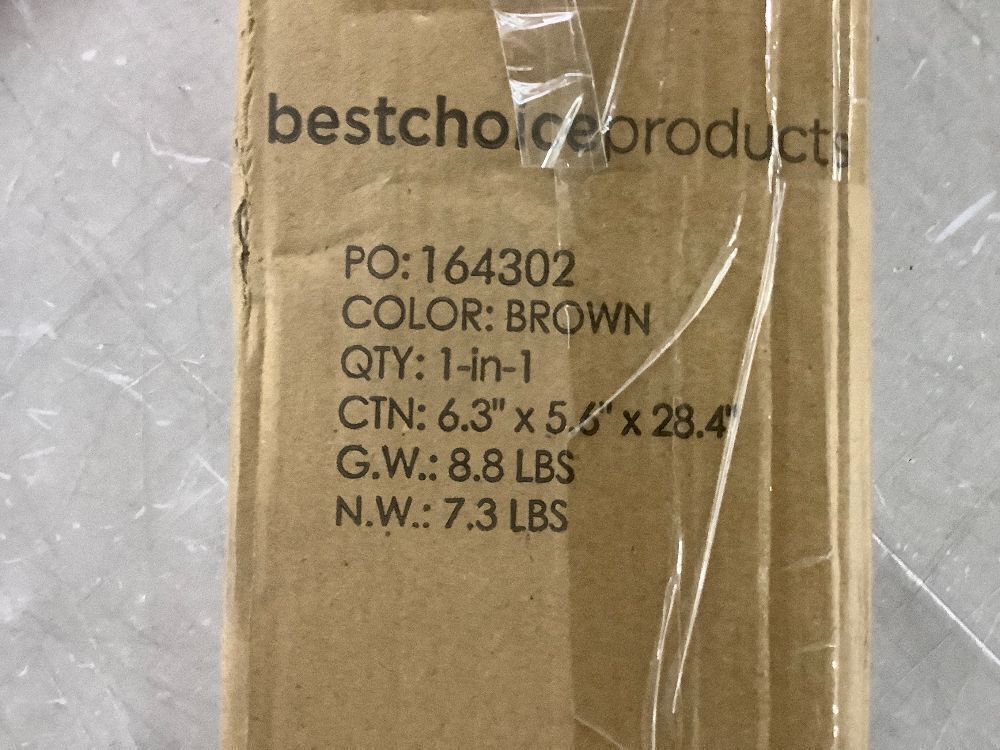 bestchoiceproducts
PO: 164302
COLOR: BROWN
QTY: 1-in-1
CTN: 6.3" x 5.6" x 28.4"
G.W.: 8.8 LBS
N.W.: 7.3 LBS